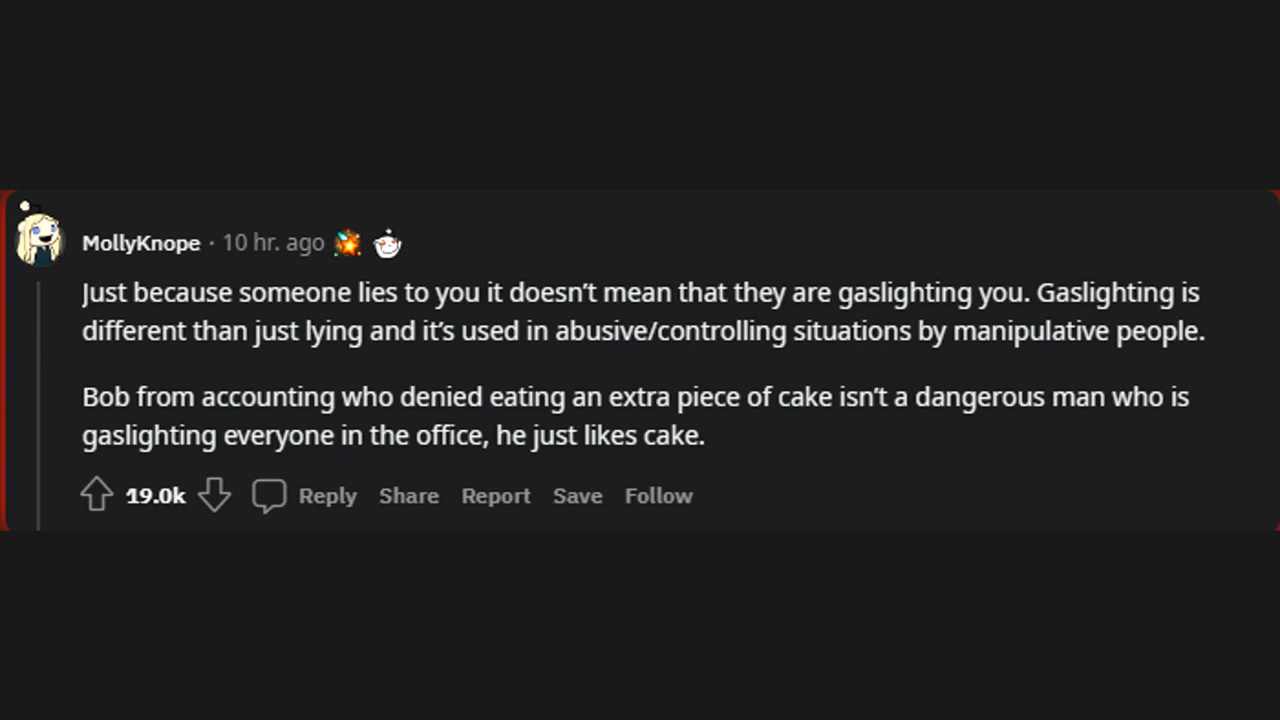 MollyKnope · 10 hr. ago
Just because someone lies to you it doesn’t mean that they are gaslighting you. Gaslighting is
different than just lying and it’s used in abusive/controlling situations by manipulative people.
Bob from accounting who denied eating an extra piece of cake isn’t a dangerous man who is
gaslighting everyone in the office, he just likes cake.
19.0k Reply Share Report Save Follow